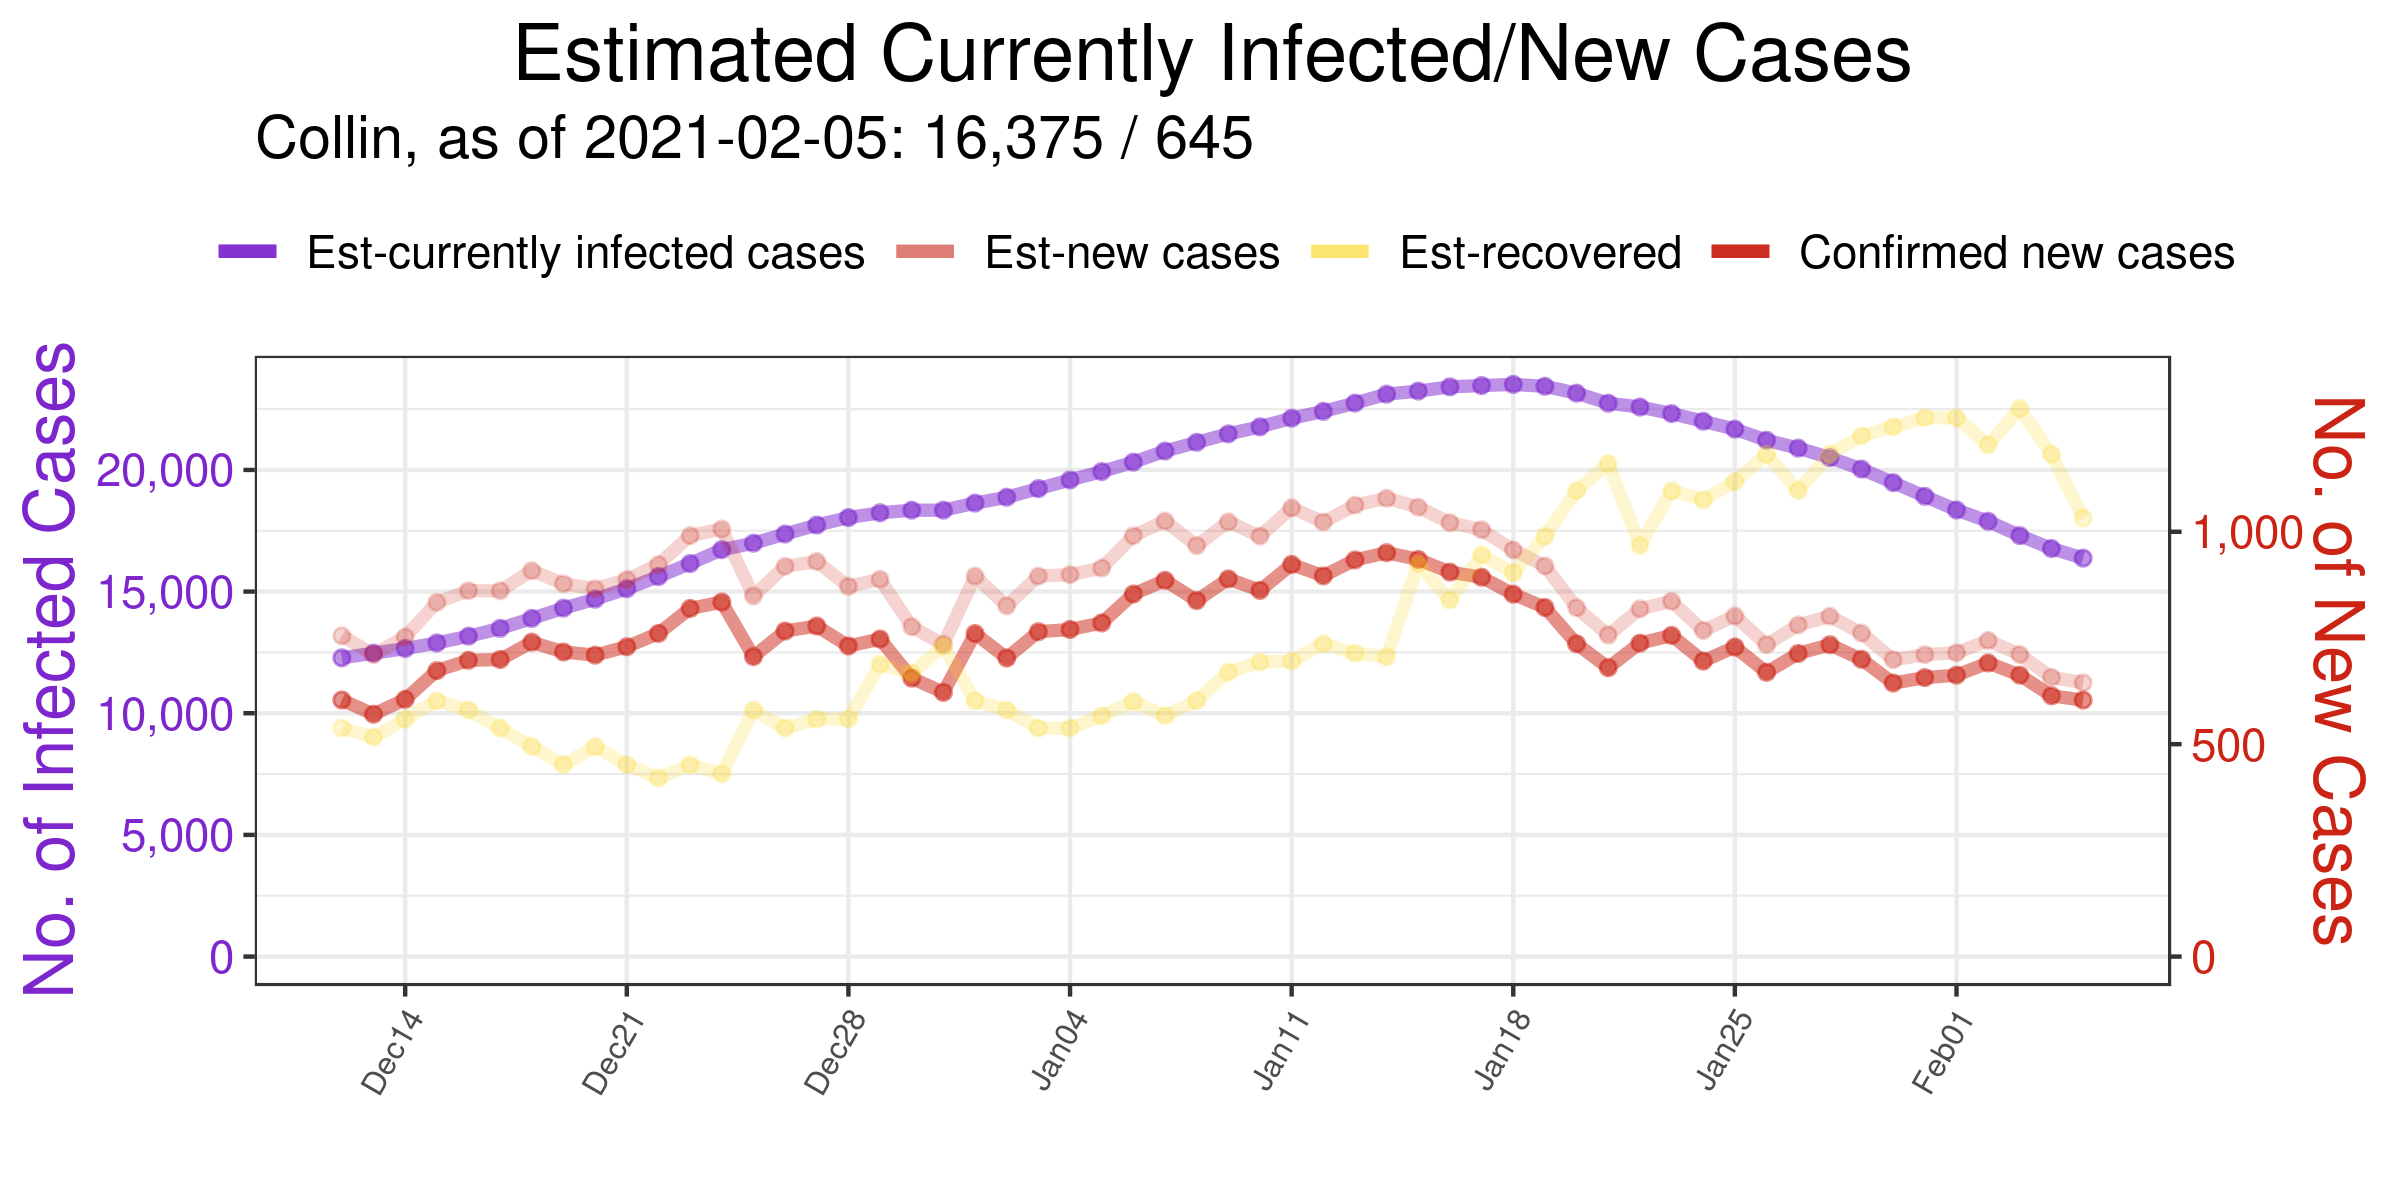 Estimated Currently Infected/New Cases
Collin, as of 2021-02-05: 16,375 / 645
Est-currently infected cases Est-new cases Est-recovered Confirmed new cases
No. of Infected Cases
20,000
15,000
10,000
5,000
0
No. of New Cases
1,000
500
0
Dec14 Dec21 Dec28 Jan04 Jan11 Jan18 Jan25 Feb01